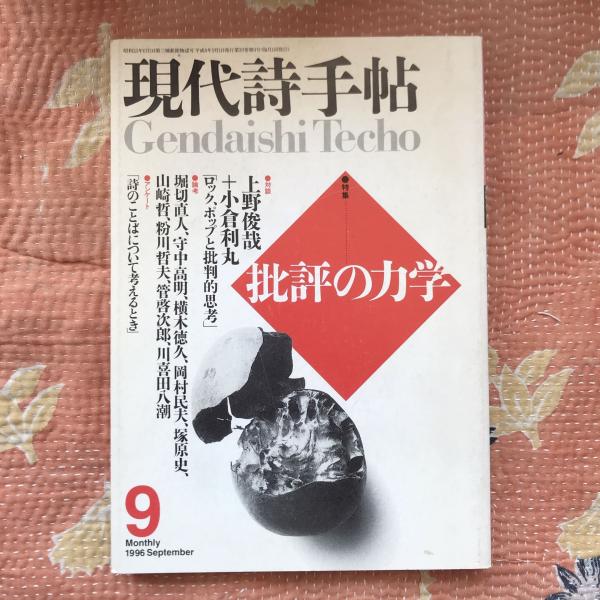 現代詩手帖
Gendaishi Techo
●特集
批評の力学
●対談
上野俊哉
+小倉利丸
「ロック、ポップと批判的思考」
●論考
堀切直人、守中高明、横木徳久、岡村民夫、塚原史、
山崎哲、粉川哲夫、管啓次郎、川喜田八潮
●アンケート
「詩のことばについて考えるとき」
9
Monthly
1996 September